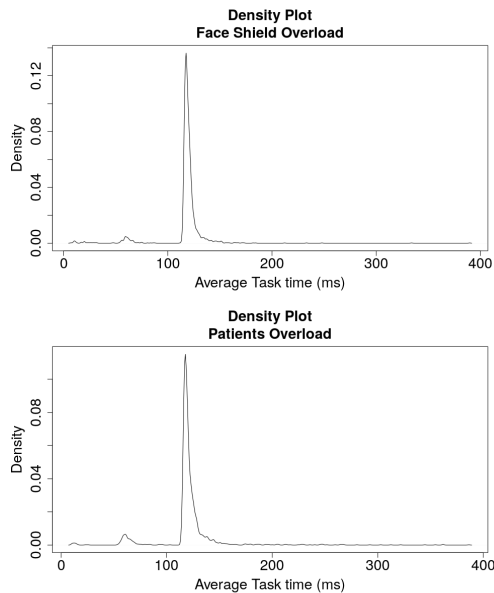 Density Plot
Face Shield Overload
Density
0.00 0.04 0.08 0.12
0 100 200 300 400
Average Task time (ms)
Density Plot
Patients Overload
Density
0.00 0.04 0.08
0 100 200 300 400
Average Task time (ms)